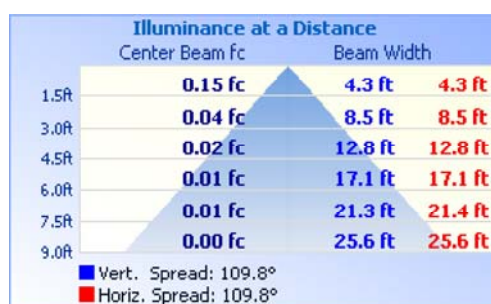 Illuminance at a Distance
Center Beam fc Beam Width
1.5ft 0.15 fc 4.3 ft 4.3 ft
3.0ft 0.04 fc 8.5 ft 8.5 ft
4.5ft 0.02 fc 12.8 ft 12.8 ft
6.0ft 0.01 fc 17.1 ft 17.1 ft
7.5ft 0.01 fc 21.3 ft 21.4 ft
9.0ft 0.00 fc 25.6 ft 25.6 ft
Vert. Spread: 109.8°
Horiz. Spread: 109.8°